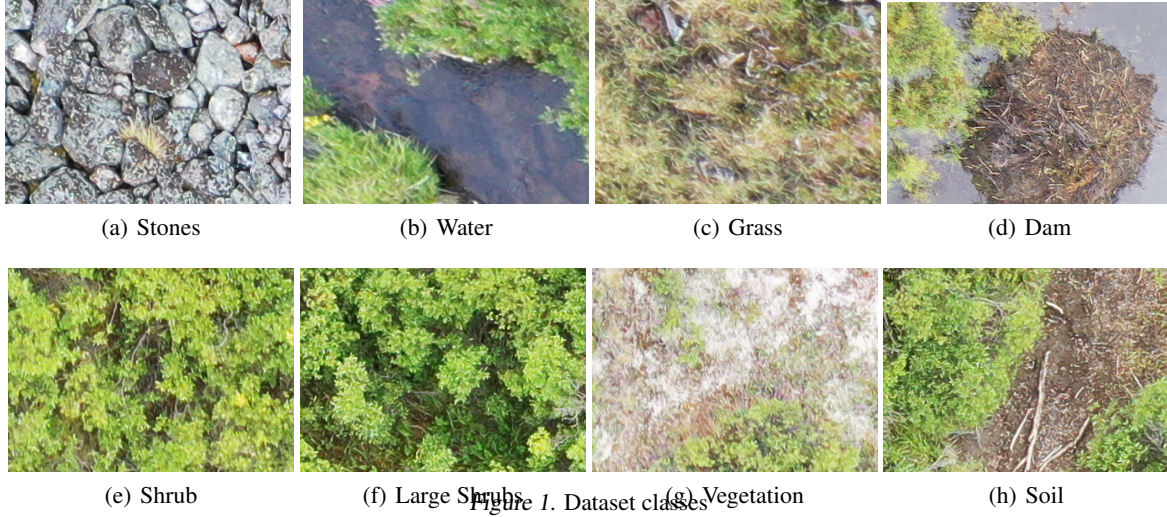 (a) Stones
(b) Water
(c) Grass
(d) Dam
(e) Shrub
(f) Large Shrubs
(g) Vegetation
(h) Soil
Figure 1. Dataset classes